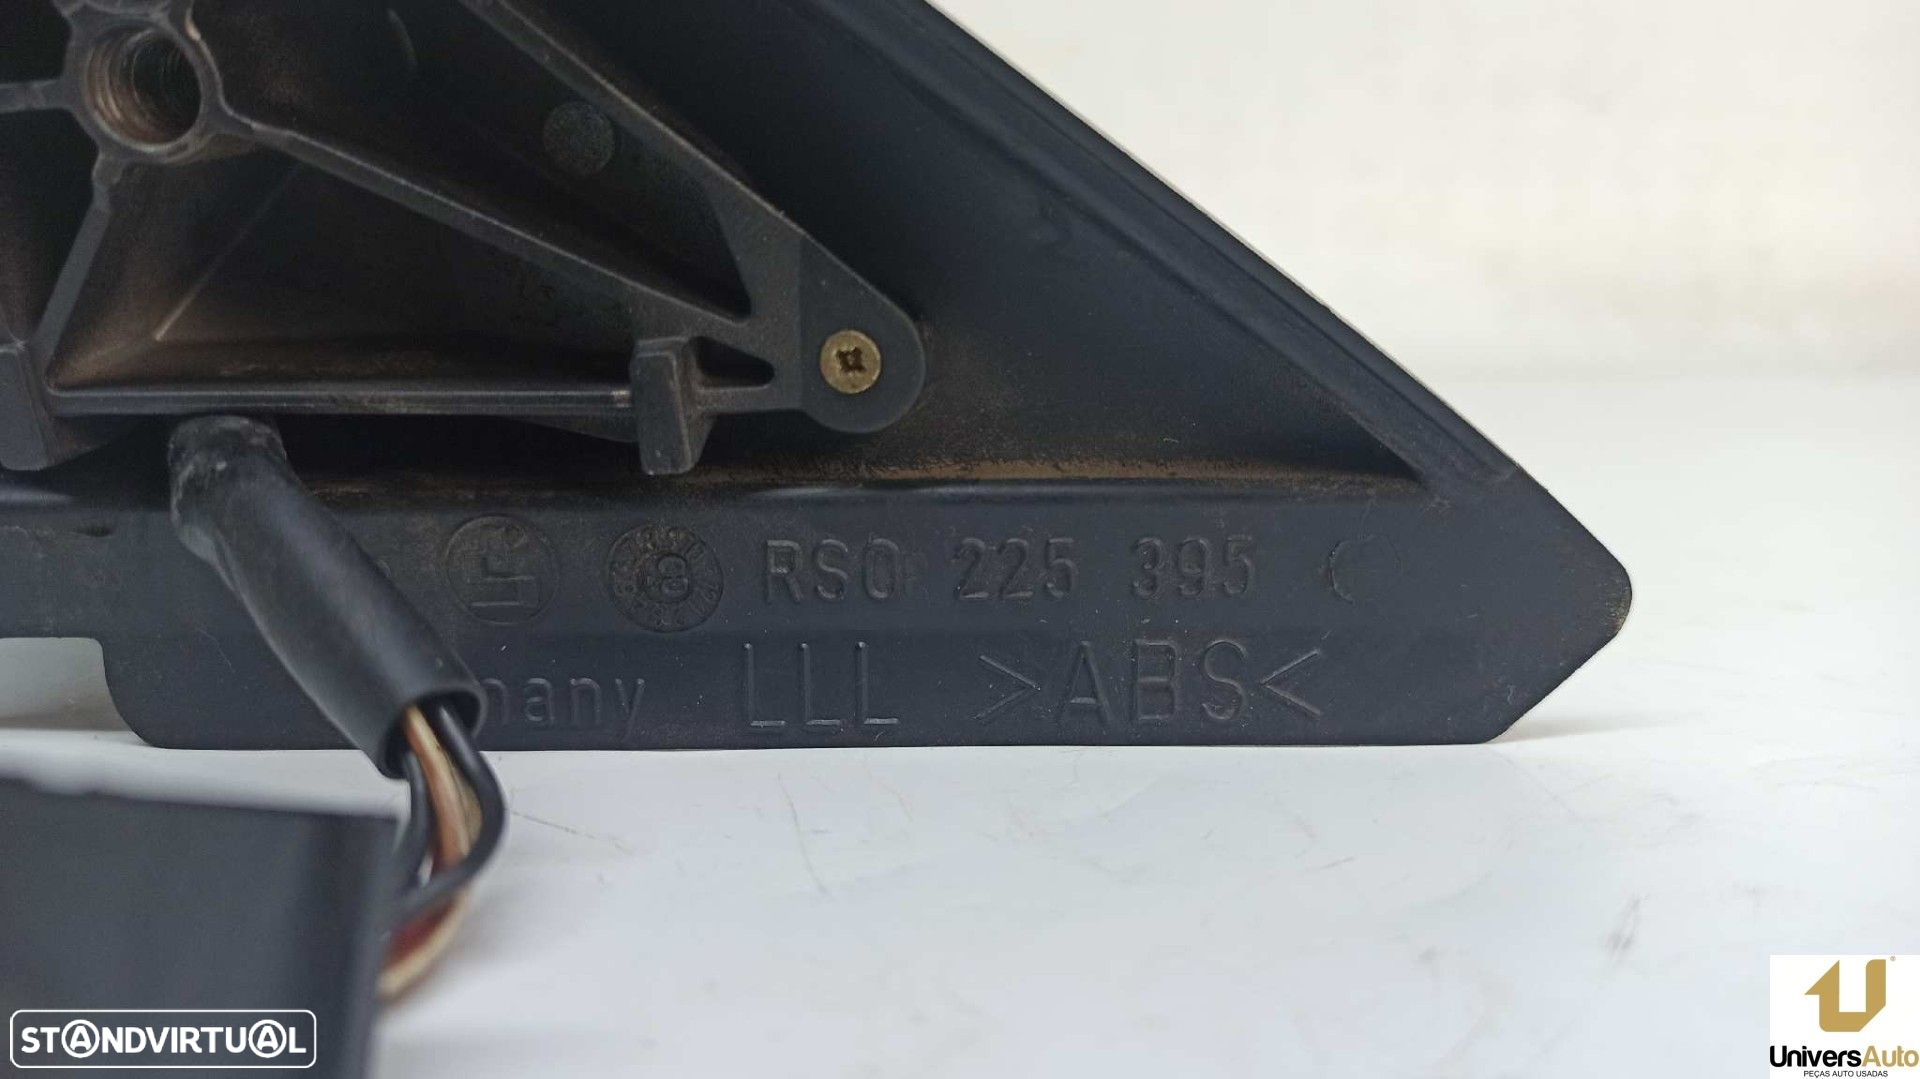 RS0 225 395
many LLL >ABS<
STANDVIRTUAL
UniversAuto
PEÇAS AUTO USADAS